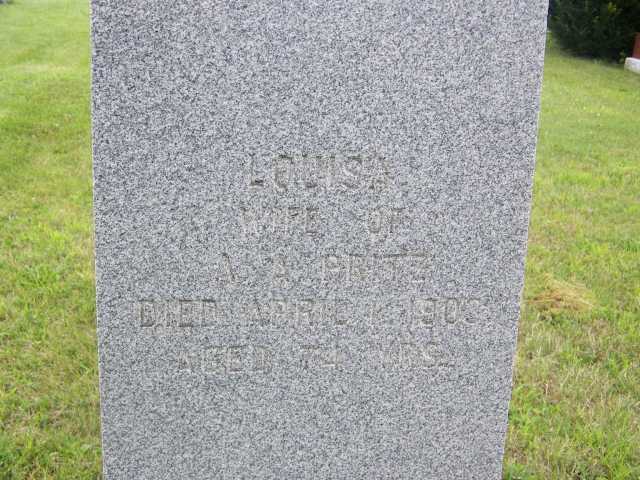 LOUISA
WIFE OF
A. A. PRITZ
DIED APRIL 1, 1903.
AGED 74 YRS.